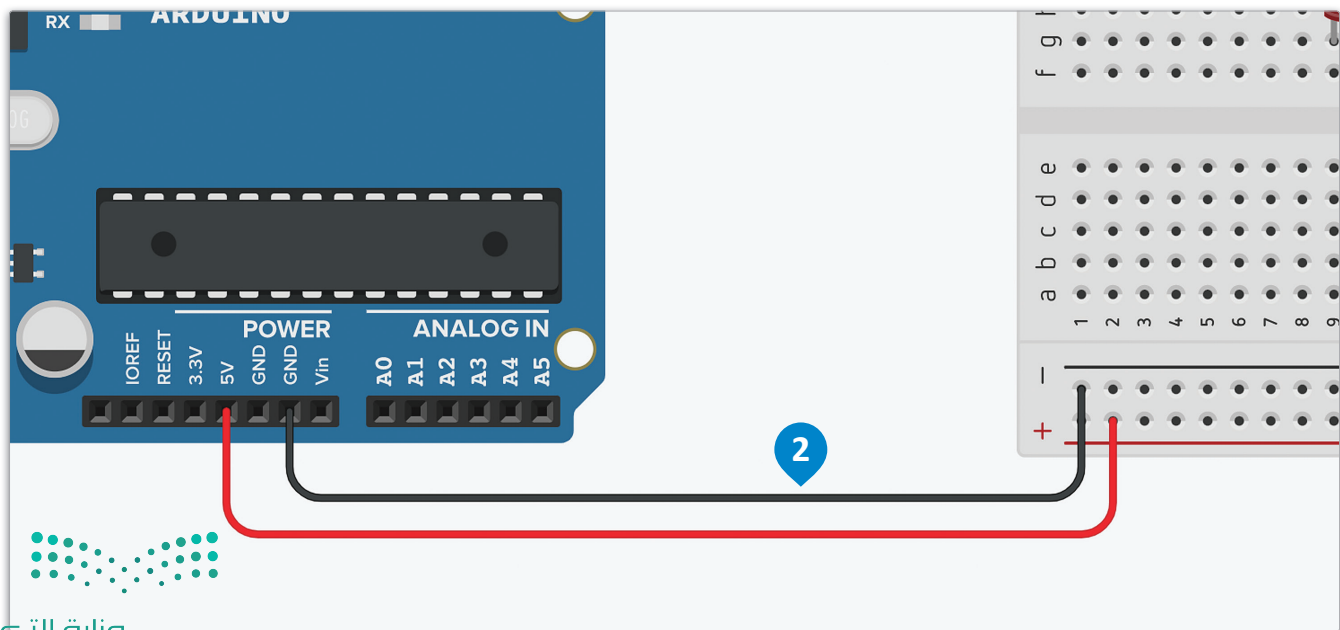 RX
ARDUINO
h
g
f
e
d
c
b
a
1 2 3 4 5 6 7 8 9
POWER
ANALOG IN
IOREF RESET 3.3V 5V GND GND Vin
A0 A1 A2 A3 A4 A5
−
+
2